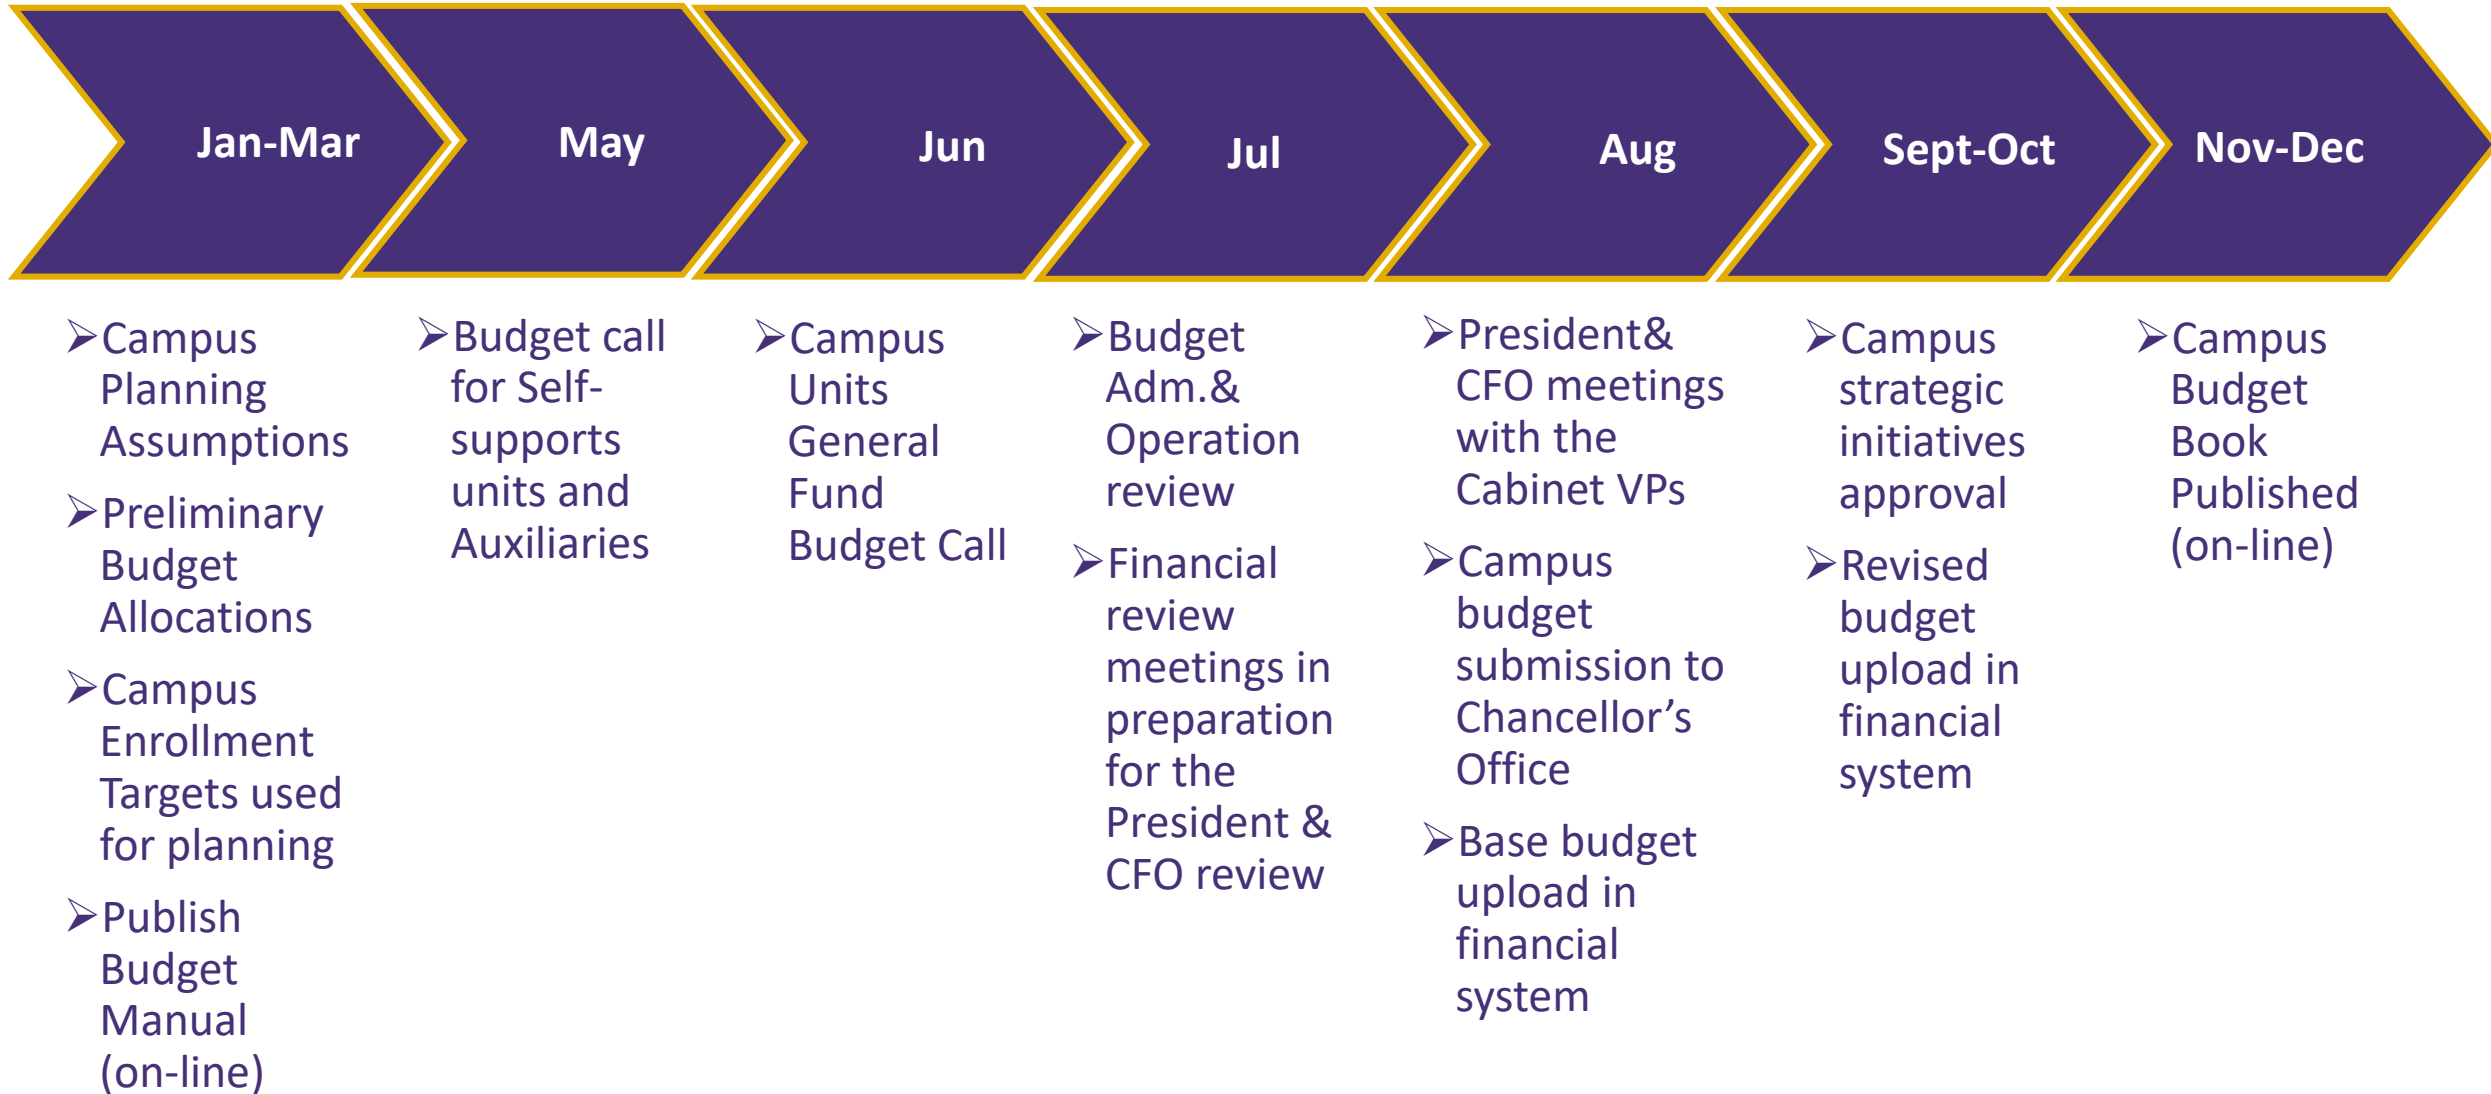 Jan-Mar
May
Jun
Jul
Aug
Sept-Oct
Nov-Dec
➢Campus
Planning
Assumptions
➢Preliminary
Budget
Allocations
➢Campus
Enrollment
Targets used
for planning
➢Publish
Budget
Manual
(on-line)
➢Budget call
for Self-
supports
units and
Auxiliaries
➢Campus
Units
General
Fund
Budget Call
➢Budget
Adm.&
Operation
review
➢Financial
review
meetings in
preparation
for the
President &
CFO review
➢President&
CFO meetings
with the
Cabinet VPs
➢Campus
budget
submission to
Chancellor’s
Office
➢Base budget
upload in
financial
system
➢Campus
strategic
initiatives
approval
➢Revised
budget
upload in
financial
system
➢Campus
Budget
Book
Published
(on-line)